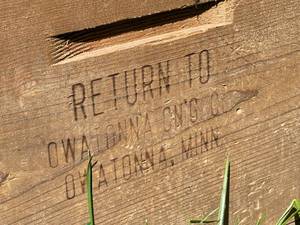 RETURN TO
OWATONNA CN'G CO.
OWATONNA, MINN.